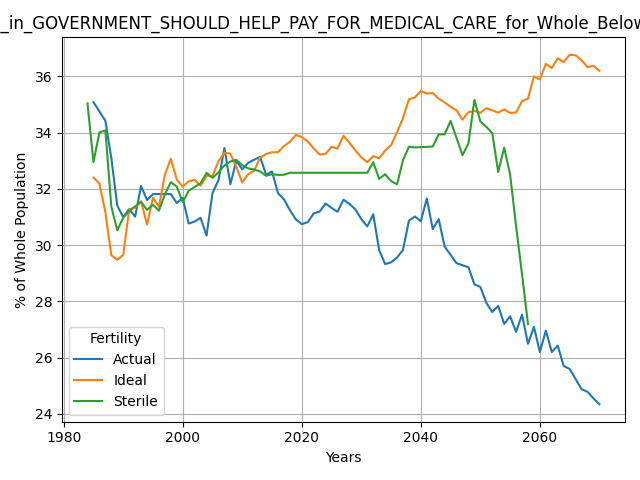 _in_GOVERNMENT_SHOULD_HELP_PAY_FOR_MEDICAL_CARE_for_Whole_Below
% of Whole Population
36
34
32
30
28
26
24
Fertility
Actual
Ideal
Sterile
1980 2000 2020 2040 2060
Years